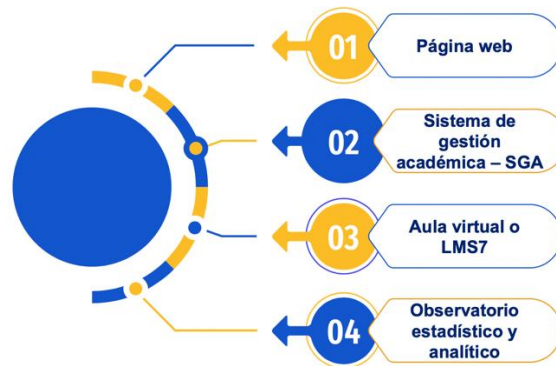 01
Página web
02
Sistema de
gestión
académica – SGA
03
Aula virtual o
LMS7
04
Observatorio
estadístico y
analítico